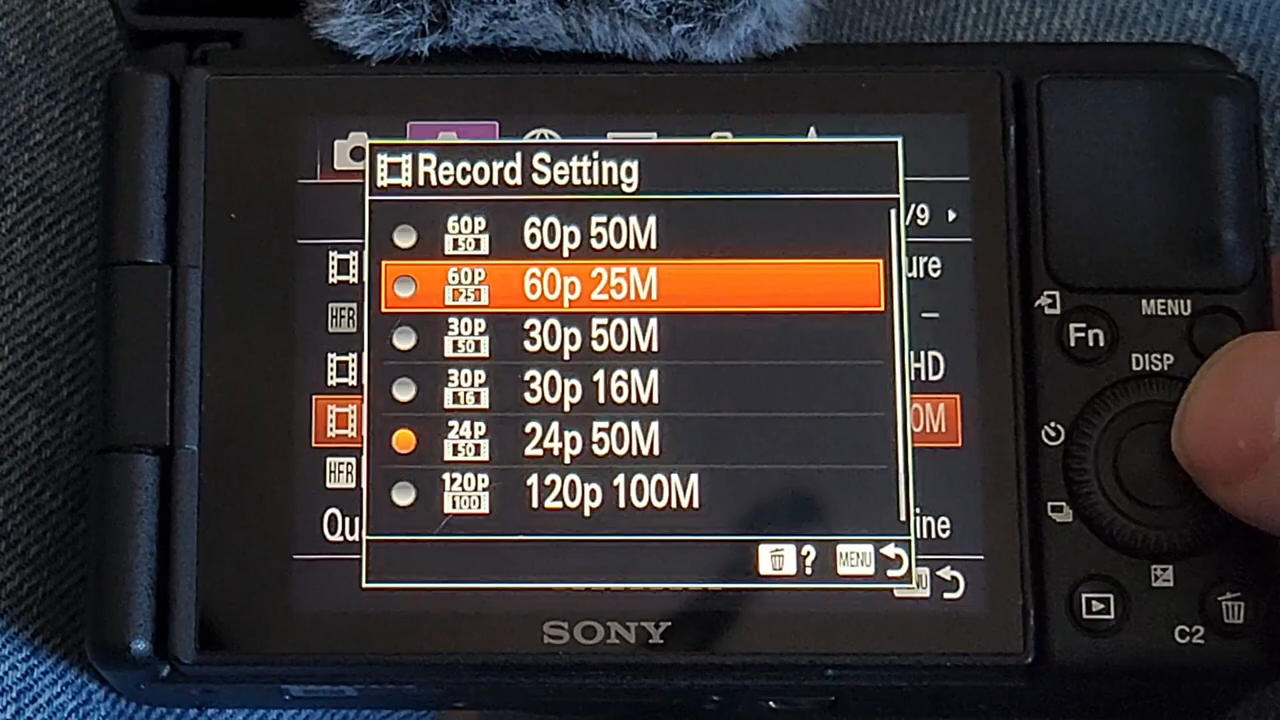 Record Setting
/9
60P 50 60p 50M
ure
60P 25 60p 25M
HFR
30P 50 30p 50M
HD
30P 16 30p 16M
0M
24P 50 24p 50M
HFR
120P 100 120p 100M
Qu
ine
? MENU
SONY
MENU
Fn
DISP
C2